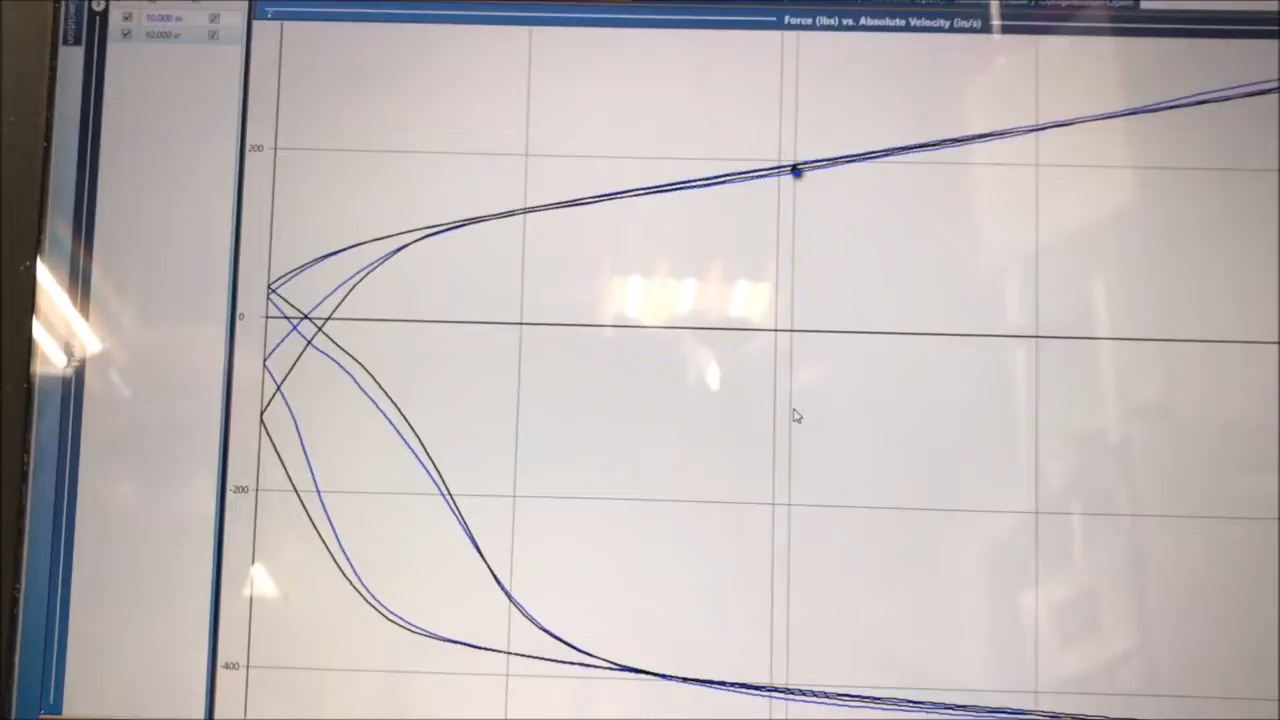 Force (lbs) vs. Absolute Velocity (in/s)
10.000 in
10.000 in
200
0
-200
-400